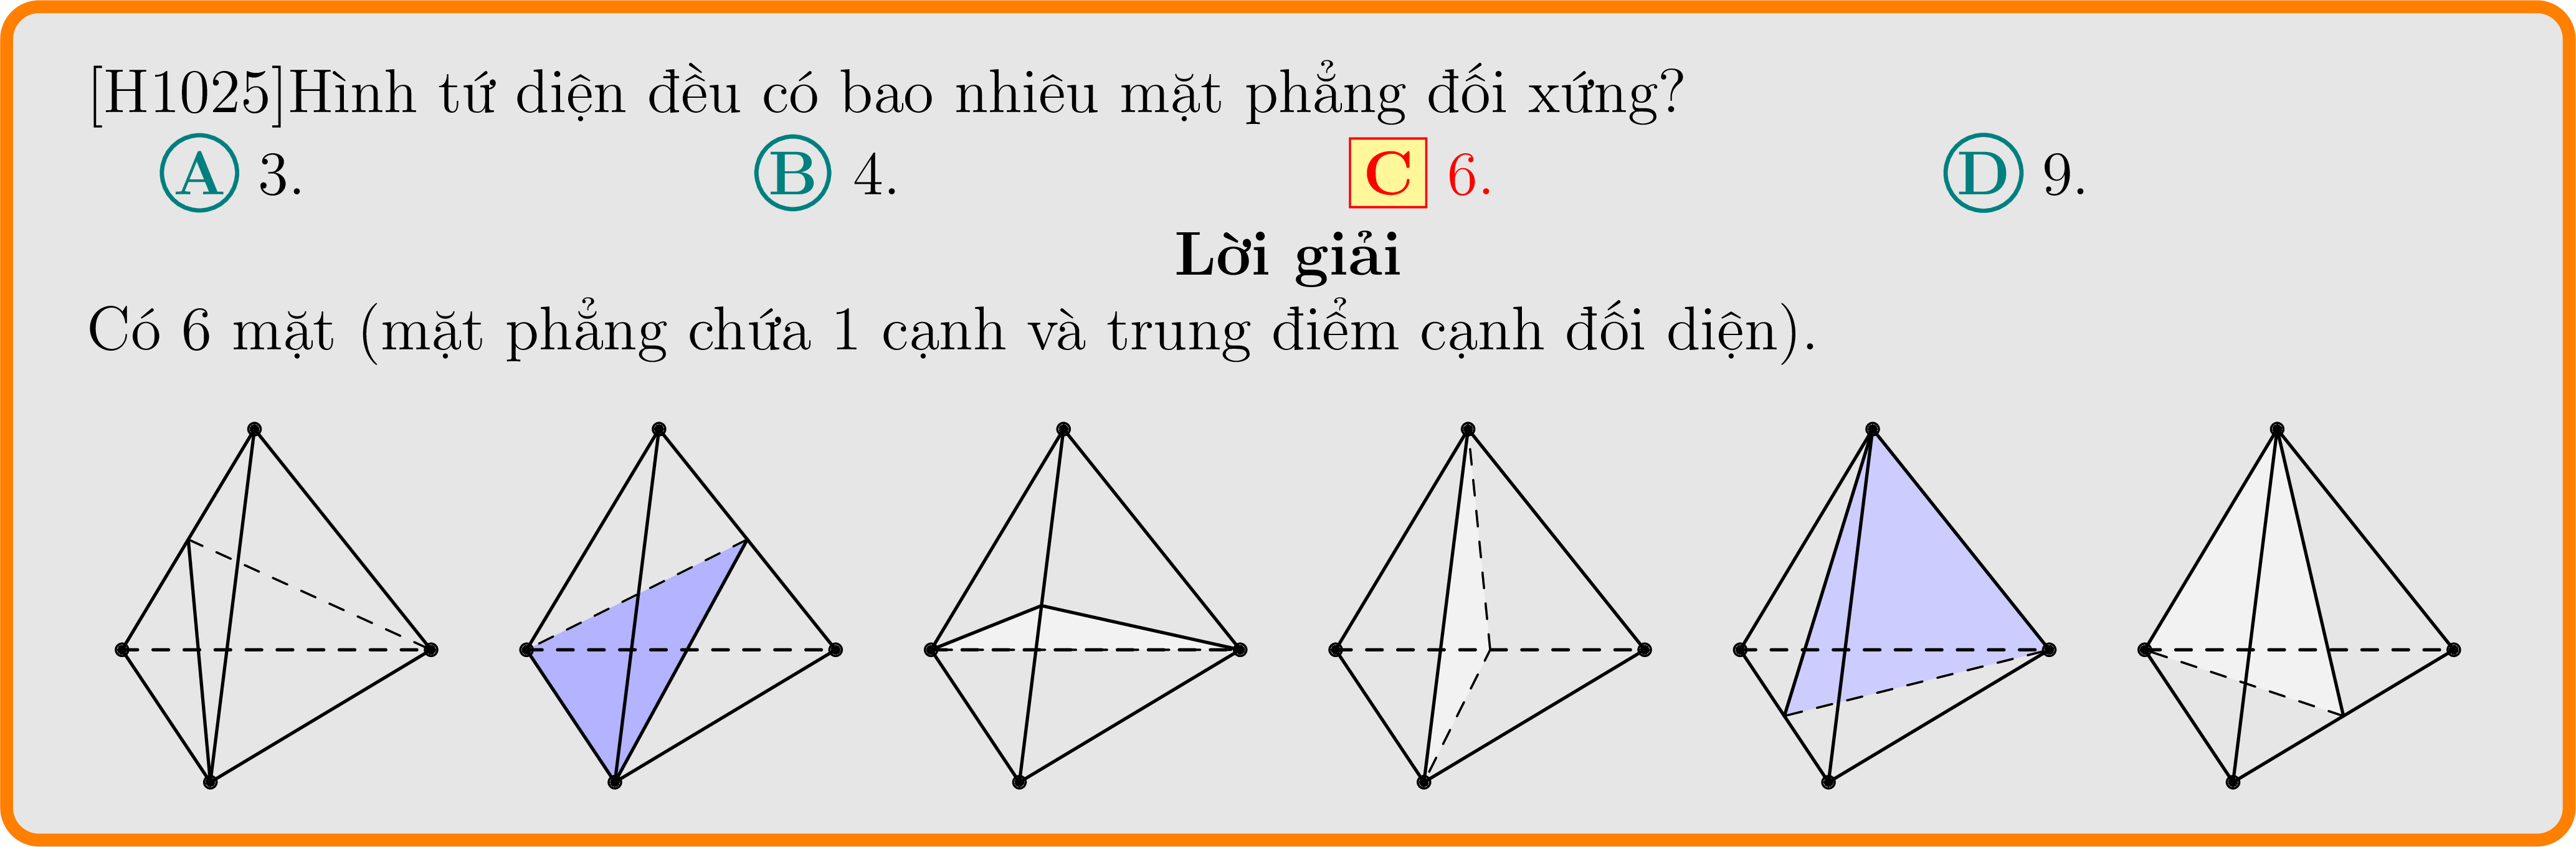 [H1025]Hình tứ diện đều có bao nhiêu mặt phẳng đối xứng?
A 3. B 4. C 6. D 9.
Lời giải
Có 6 mặt (mặt phẳng chứa 1 cạnh và trung điểm cạnh đối diện).